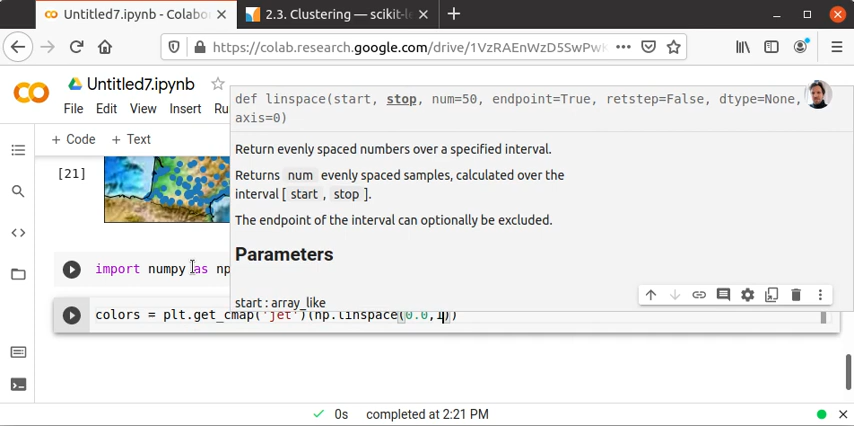 Untitled7.ipynb - Colabo
2.3. Clustering — scikit-le
https://colab.research.google.com/drive/1VzRAEnWzD5SwPwK
Untitled7.ipynb
File Edit View Insert Ru
+ Code + Text
def linspace(start, stop, num=50, endpoint=True, retstep=False, dtype=None,
axis=0)
Return evenly spaced numbers over a specified interval.
[21]
Returns num evenly spaced samples, calculated over the
interval [ start , stop ].
The endpoint of the interval can optionally be excluded.
Parameters
import numpy as np
start : array_like
colors = plt.get_cmap('jet')(np.linspace(0.0,1))
0s completed at 2:21 PM